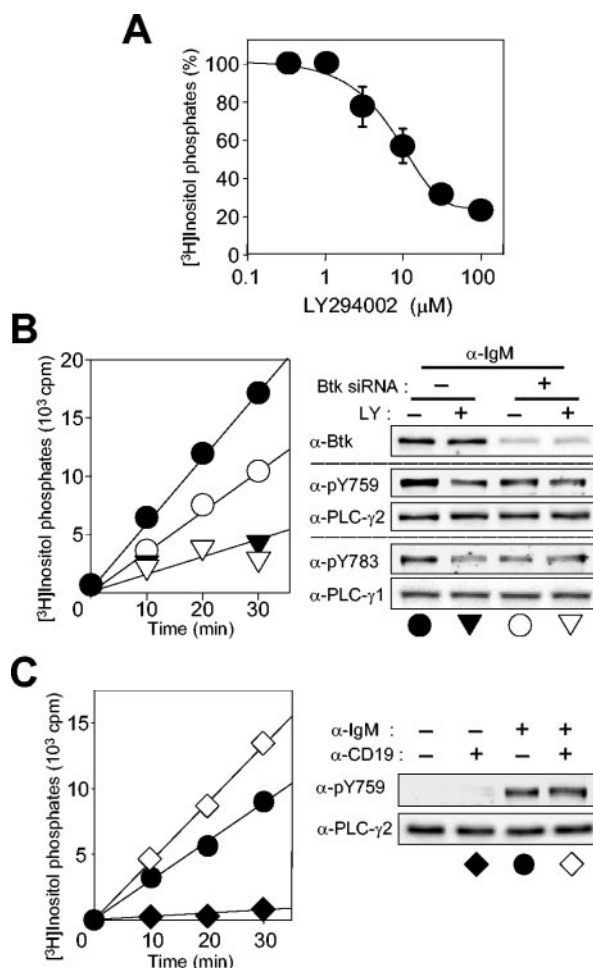 A
[³H]Inositol phosphates (%)
100
80
60
40
20
0
0.1 1 10 100
LY294002 (μM)
B
[³H]Inositol phosphates (10³ cpm)
20
15
10
5
0 10 20 30
Time (min)
α-IgM
Btk siRNA : − +
LY : − + − +
α-Btk
α-pY759
α-PLC-γ2
α-pY783
α-PLC-γ1
C
[³H]Inositol phosphates (10³ cpm)
15
10
5
0
0 10 20 30
Time (min)
α-IgM : − − + +
α-CD19 : − + − +
α-pY759
α-PLC-γ2